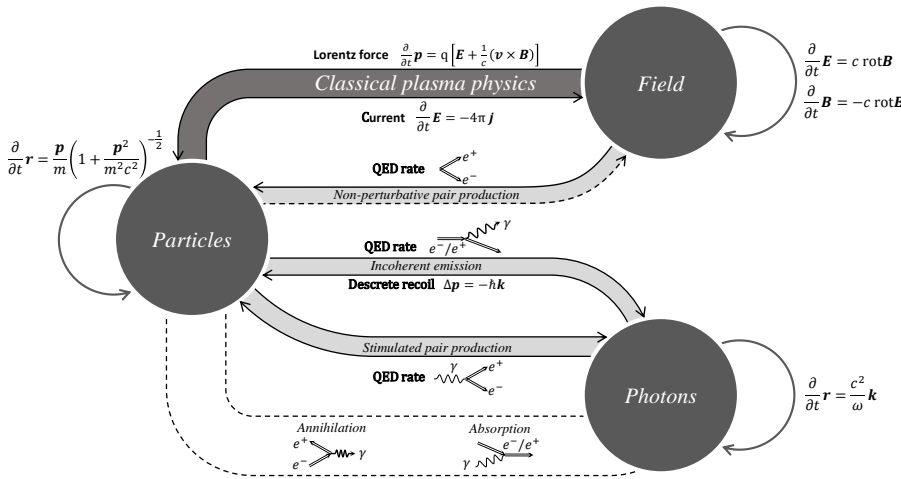 Lorentz force ∂/∂t p = q [E + 1/c (v × B)]
Classical plasma physics
Current ∂/∂t E = −4π j
Field
∂/∂t E = c rotB
∂/∂t B = −c rotE
∂/∂t r = p/m (1 + p²/m²c²)^−1/2
QED rate e⁺ e⁻
Non-perturbative pair production
Particles
QED rate e⁻/e⁺ γ
Incoherent emission
Descrete recoil Δp = −ħk
Stimulated pair production
QED rate γ e⁺ e⁻
Photons
∂/∂t r = c²/ω k
Annihilation
e⁺ e⁻ γ
Absorption
e⁻/e⁺ γ